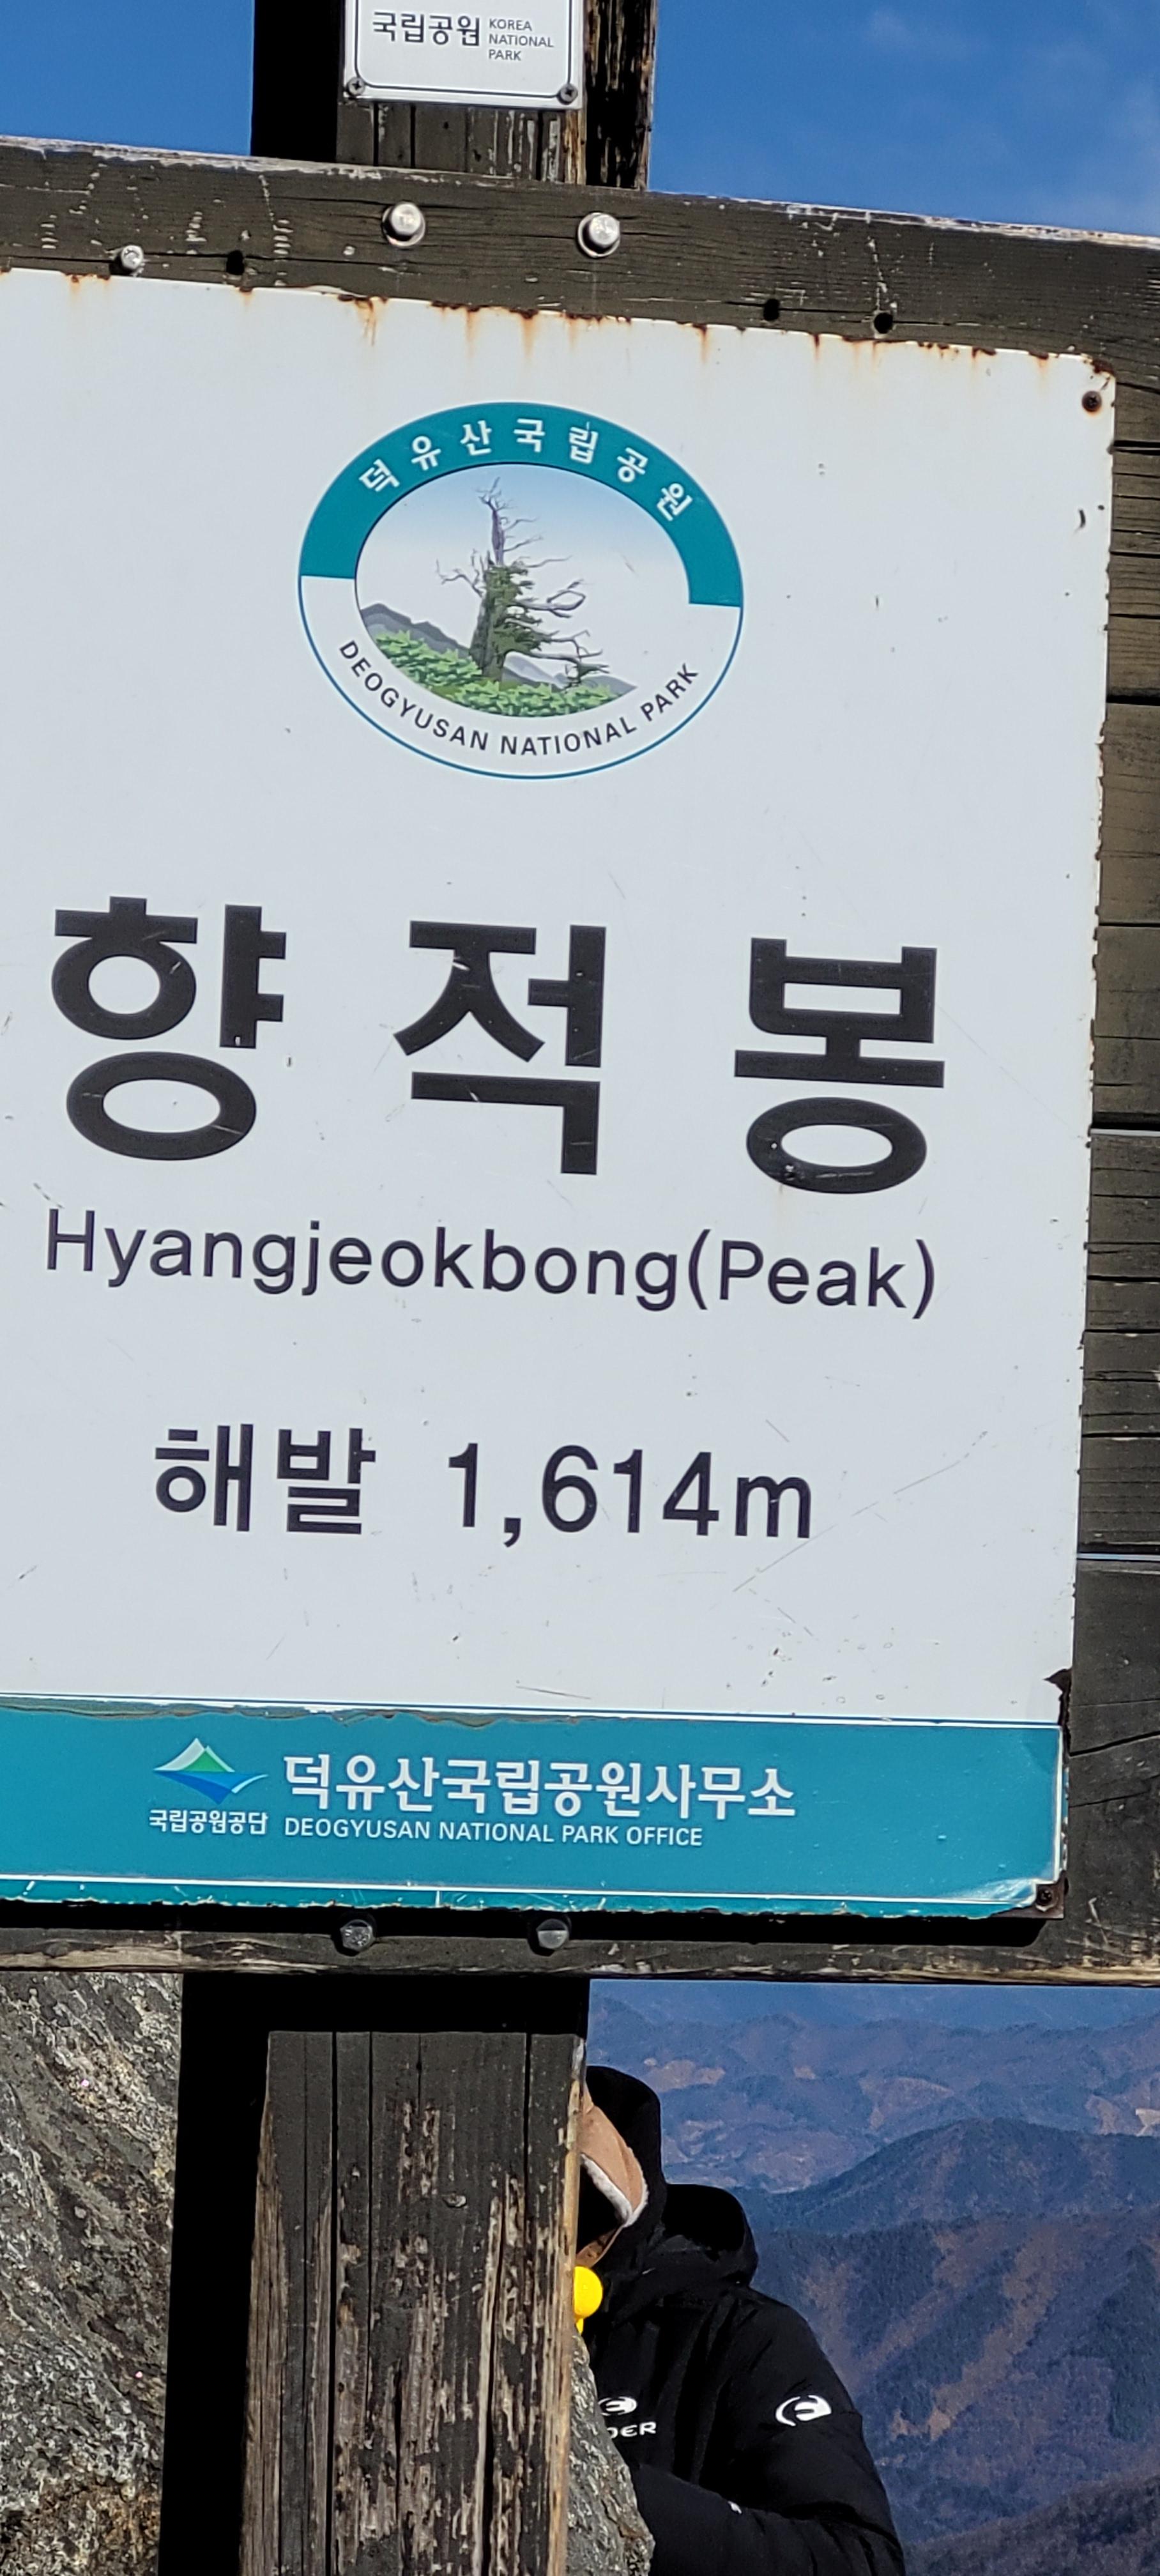 국립공원 KOREA
NATIONAL
PARK
덕유산국립공원
DEOGYUSAN NATIONAL PARK
향적봉
Hyangjeokbong(Peak)
해발 1,614m
국립공원공단
덕유산국립공원사무소
DEOGYUSAN NATIONAL PARK OFFICE